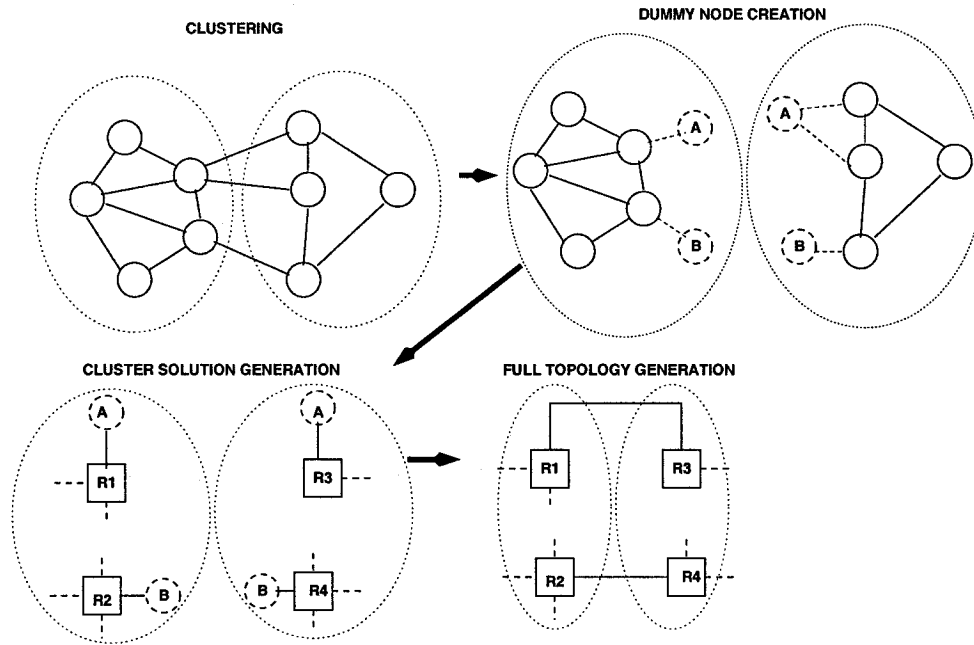 CLUSTERING
DUMMY NODE CREATION
A
A
B
B
CLUSTER SOLUTION GENERATION
FULL TOPOLOGY GENERATION
A
A
R1
R3
R1
R3
R2
B
B
R4
R2
R4